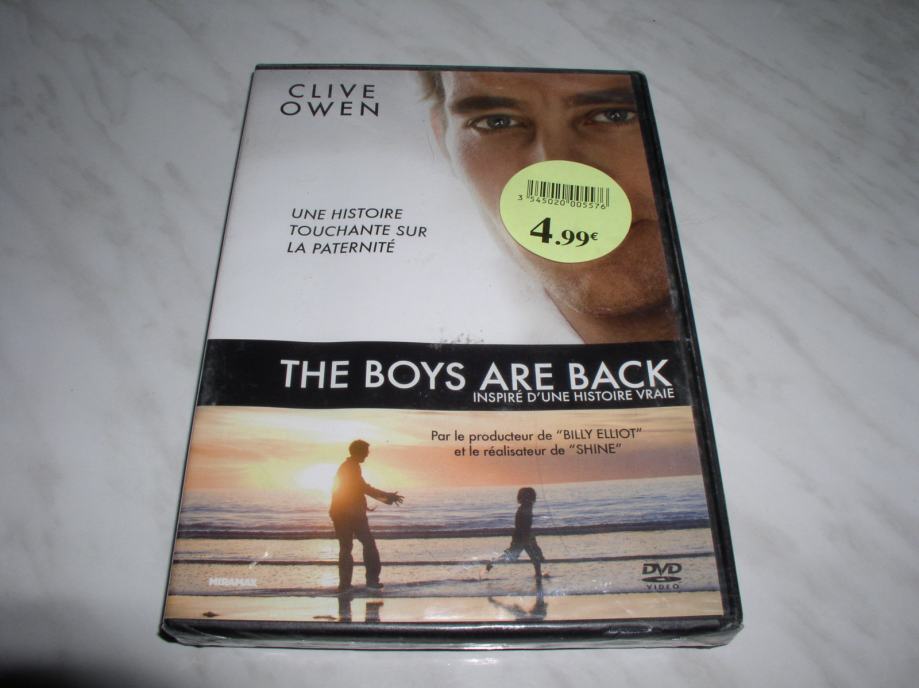 CLIVE
OWEN
3 545020 005576
4.99€
UNE HISTOIRE
TOUCHANTE SUR
LA PATERNITÉ
THE BOYS ARE BACK
INSPIRÉ D'UNE HISTOIRE VRAIE
Par le producteur de "BILLY ELLIOT"
et le réalisateur de "SHINE"
MIRAMAX
DVD
VIDEO